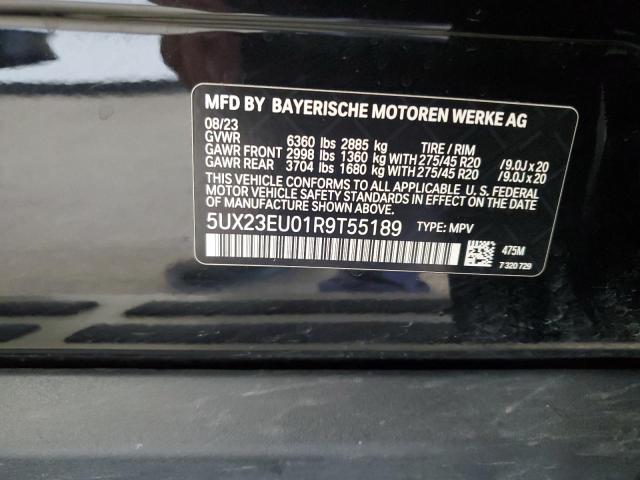 MFD BY BAYERISCHE MOTOREN WERKE AG
08/23
GVWR 6360 lbs 2885 kg TIRE / RIM
GAWR FRONT 2998 lbs 1360 kg WITH 275/45 R20 /9.0J x 20
GAWR REAR 3704 lbs 1680 kg WITH 275/45 R20 /9.0J x 20
THIS VEHICLE CONFORMS TO ALL APPLICABLE U. S. FEDERAL
MOTOR VEHICLE SAFETY STANDARDS IN EFFECT ON THE DATE
OF MANUFACTURE SHOWN ABOVE.
5UX23EU01R9T55189 TYPE: MPV
475M
7 320 729